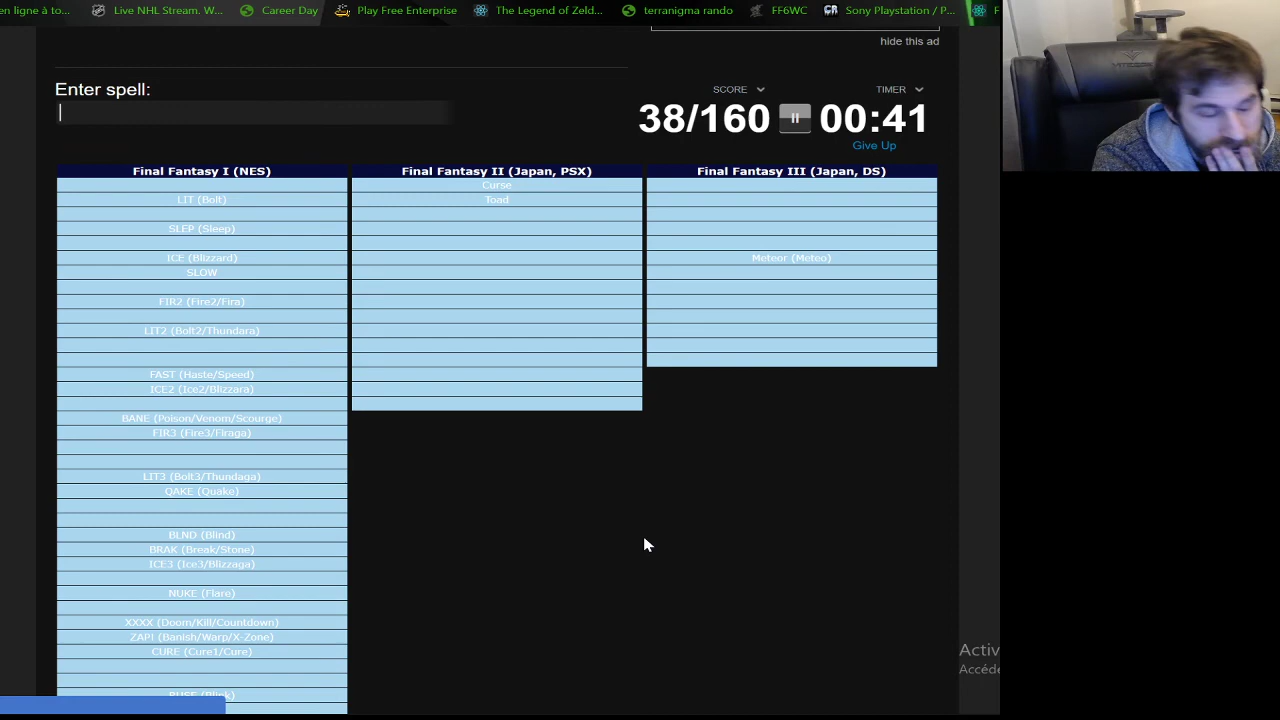 en ligne à to... Live NHL Stream. W... Career Day Play Free Enterprise The Legend of Zeld... terranigma rando FF6WC Sony Playstation / P... F
hide this ad
Enter spell:
SCORE TIMER
38/160 00:41
Give Up
Final Fantasy I (NES) Final Fantasy II (Japan, PSX) Final Fantasy III (Japan, DS)
Curse
LIT (Bolt) Toad
SLEP (Sleep)
ICE (Blizzard) Meteor (Meteo)
SLOW
FIR2 (Fire2/Fira)
LIT2 (Bolt2/Thundara)
FAST (Haste/Speed)
ICE2 (Ice2/Blizzara)
BANE (Poison/Venom/Scourge)
FIR3 (Fire3/Firaga)
LIT3 (Bolt3/Thundaga)
QAKE (Quake)
BLND (Blind)
BRAK (Break/Stone)
ICE3 (Ice3/Blizzaga)
NUKE (Flare)
XXXX (Doom/Kill/Countdown)
ZAP! (Banish/Warp/X-Zone)
CURE (Cure1/Cure)
Activ
Accéde